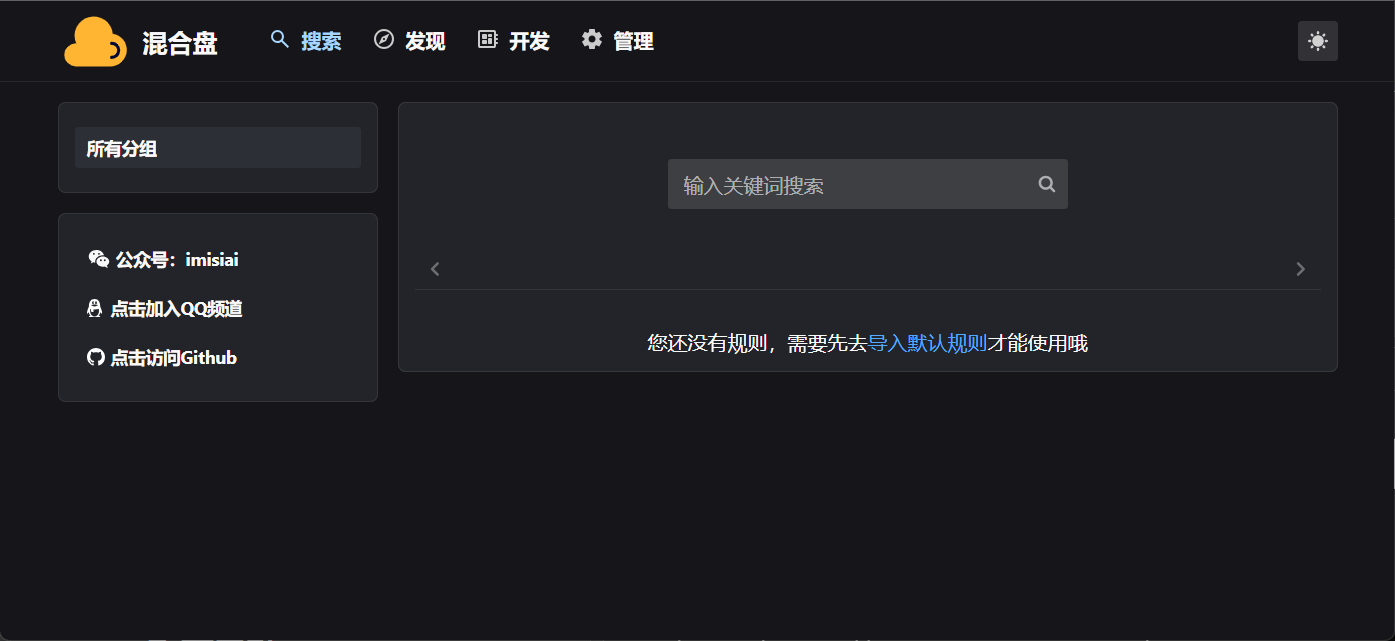 混合盘
搜索
发现
开发
管理
所有分组
公众号：imisiai
点击加入QQ频道
点击访问Github
输入关键词搜索
您还没有规则，需要先去导入默认规则才能使用哦